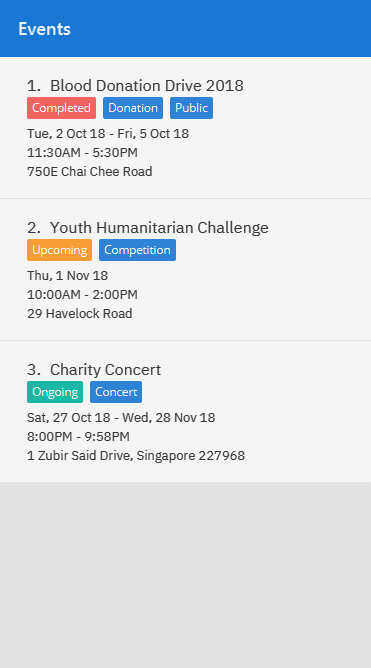 Events
1. Blood Donation Drive 2018
Completed Donation Public
Tue, 2 Oct 18 - Fri, 5 Oct 18
11:30AM - 5:30PM
750E Chai Chee Road
2. Youth Humanitarian Challenge
Upcoming Competition
Thu, 1 Nov 18
10:00AM - 2:00PM
29 Havelock Road
3. Charity Concert
Ongoing Concert
Sat, 27 Oct 18 - Wed, 28 Nov 18
8:00PM - 9:58PM
1 Zubir Said Drive, Singapore 227968